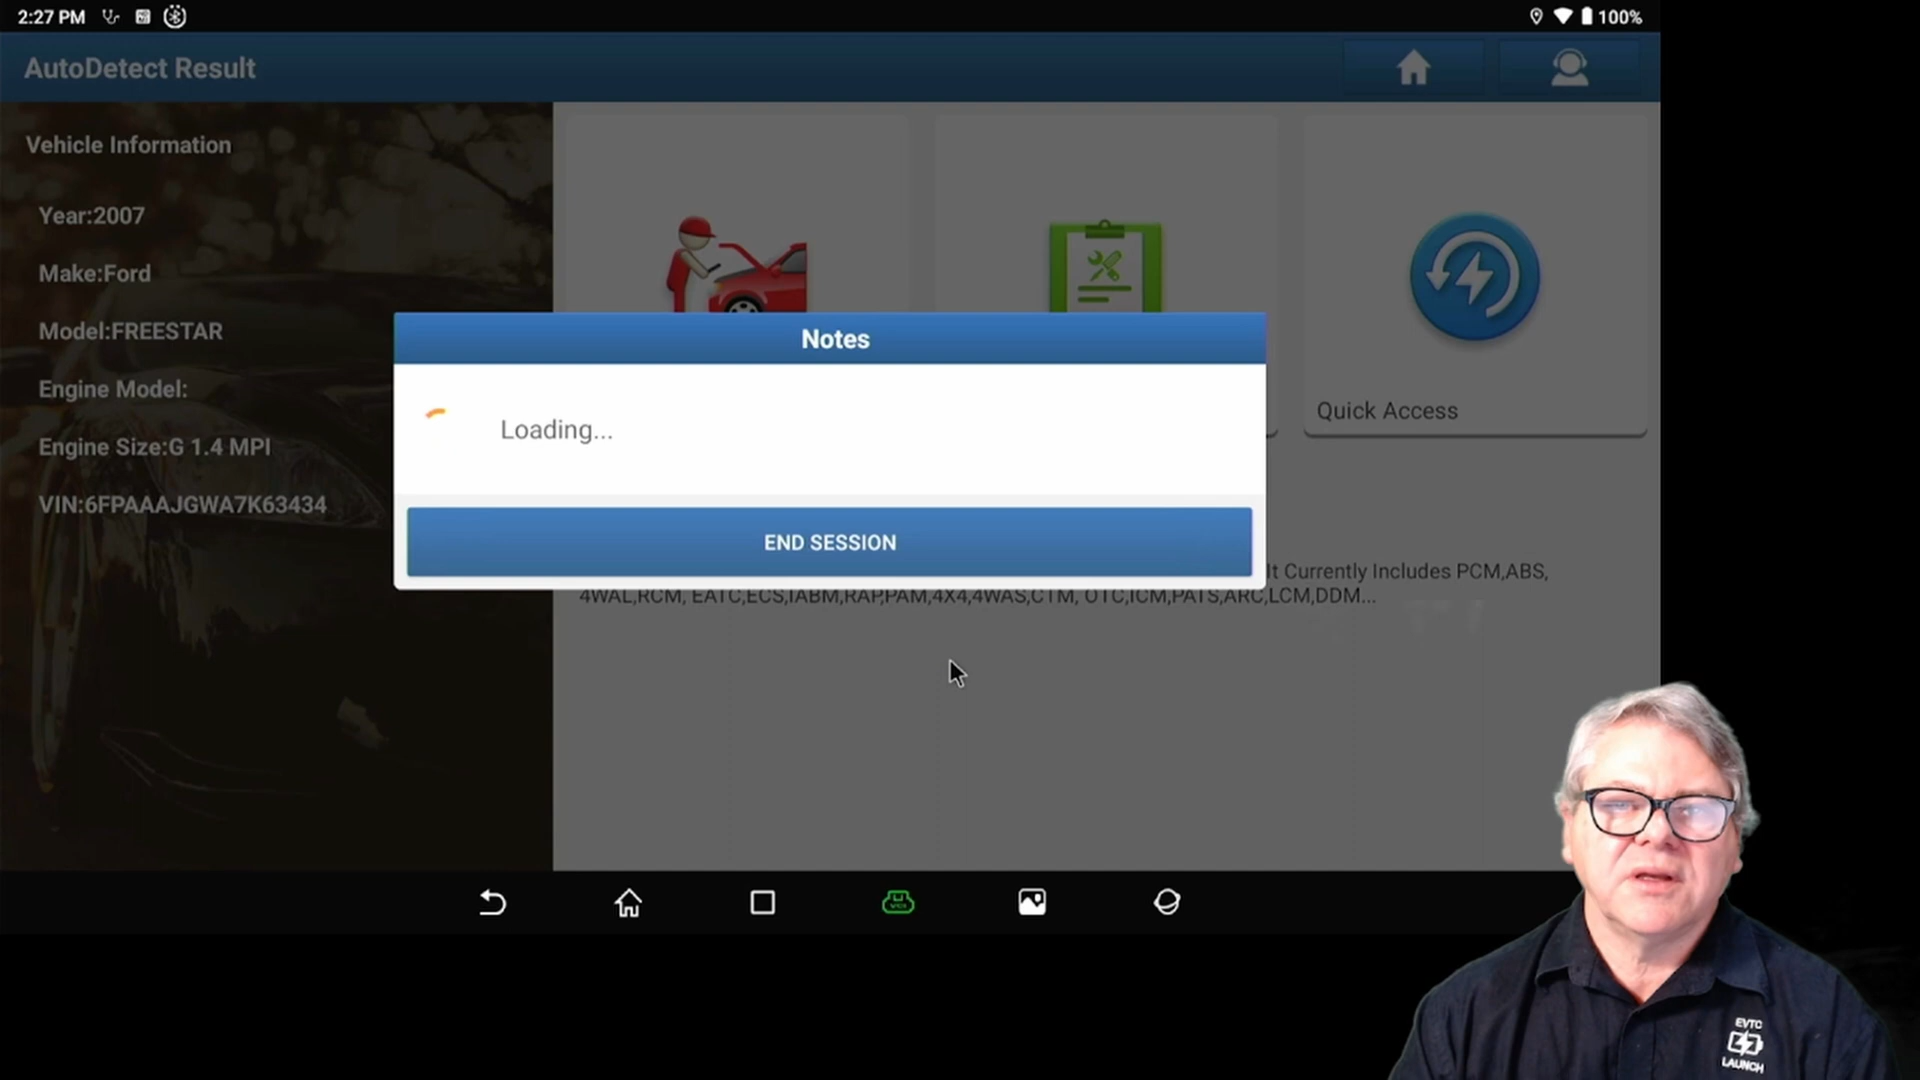 2:27 PM
100%
AutoDetect Result
Vehicle Information
Year:2007
Make:Ford
Model:FREESTAR
Engine Model:
Engine Size:G 1.4 MPI
VIN:6FPAAAJGWA7K63434
Notes
Loading...
END SESSION
Quick Access
It Currently Includes PCM,ABS,
4WAL,RCM, EATC,ECS,IABM,RAP,PAM,4X4,4WAS,CTM, OTC,ICM,PATS,ARC,LCM,DDM...
VCI
EVTC
LAUNCH